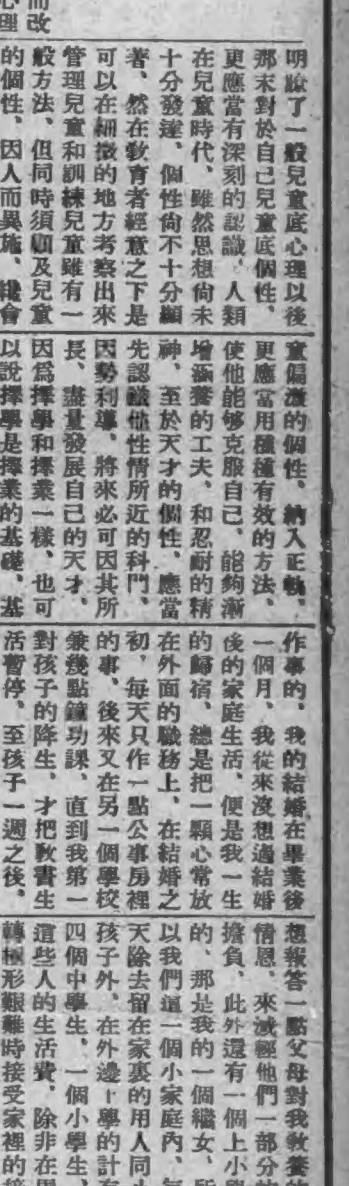 明瞭了一般兒童底心理以後
那末對於自己兒童底個性、
更應當有深刻的認識、人類
在兒童時代、雖然思想尙未
十分發達、個性尙不十分顯
著、然在敎育者經意之下是
可以在細微的地方考察出來
管理兒童和訓練兒童雖有一
般方法、但同時須顧及兒童
的個性、因人而異施、
而改
心理
童偏激的個性、納入正軌、
更應當用種種有效的方法、
使他能够克服自己、能夠漸
增涵養的工夫、和忍耐的精
神、至於天才的個性、應當
先認識他性情所近的科門、
因勢利導、將來必可因其所
長、盡量發展自己的天才、
因爲擇學和擇業一樣、也可
以說擇學是擇業的基礎、基
作事的、我的結婚在畢業後
一個月、我從來沒想過結婚
後的家庭生活、便是我一生
的歸宿、總是把一顆心常放
在外面的職務上、在結婚之
初、每天只作一點公事房裡
的事、後來又在另一個學校
兼幾點鐘功課、直到我第一
對孩子的降生、才把敎書生
活暫停、至孩子一週之後、
想報答一點父母對我敎養的
情恩、來減輕他們一部分的
擔負、此外還有一個上小學
的、那是我的一個繼女、所
以我們這一個小家庭內、每
天除去留在家裏的用人同小
孩子外、在外邊上學的計有
四個中學生、一個小學生、
這些人的生活費、除非在周
轉極形艱難時接受家裡的接